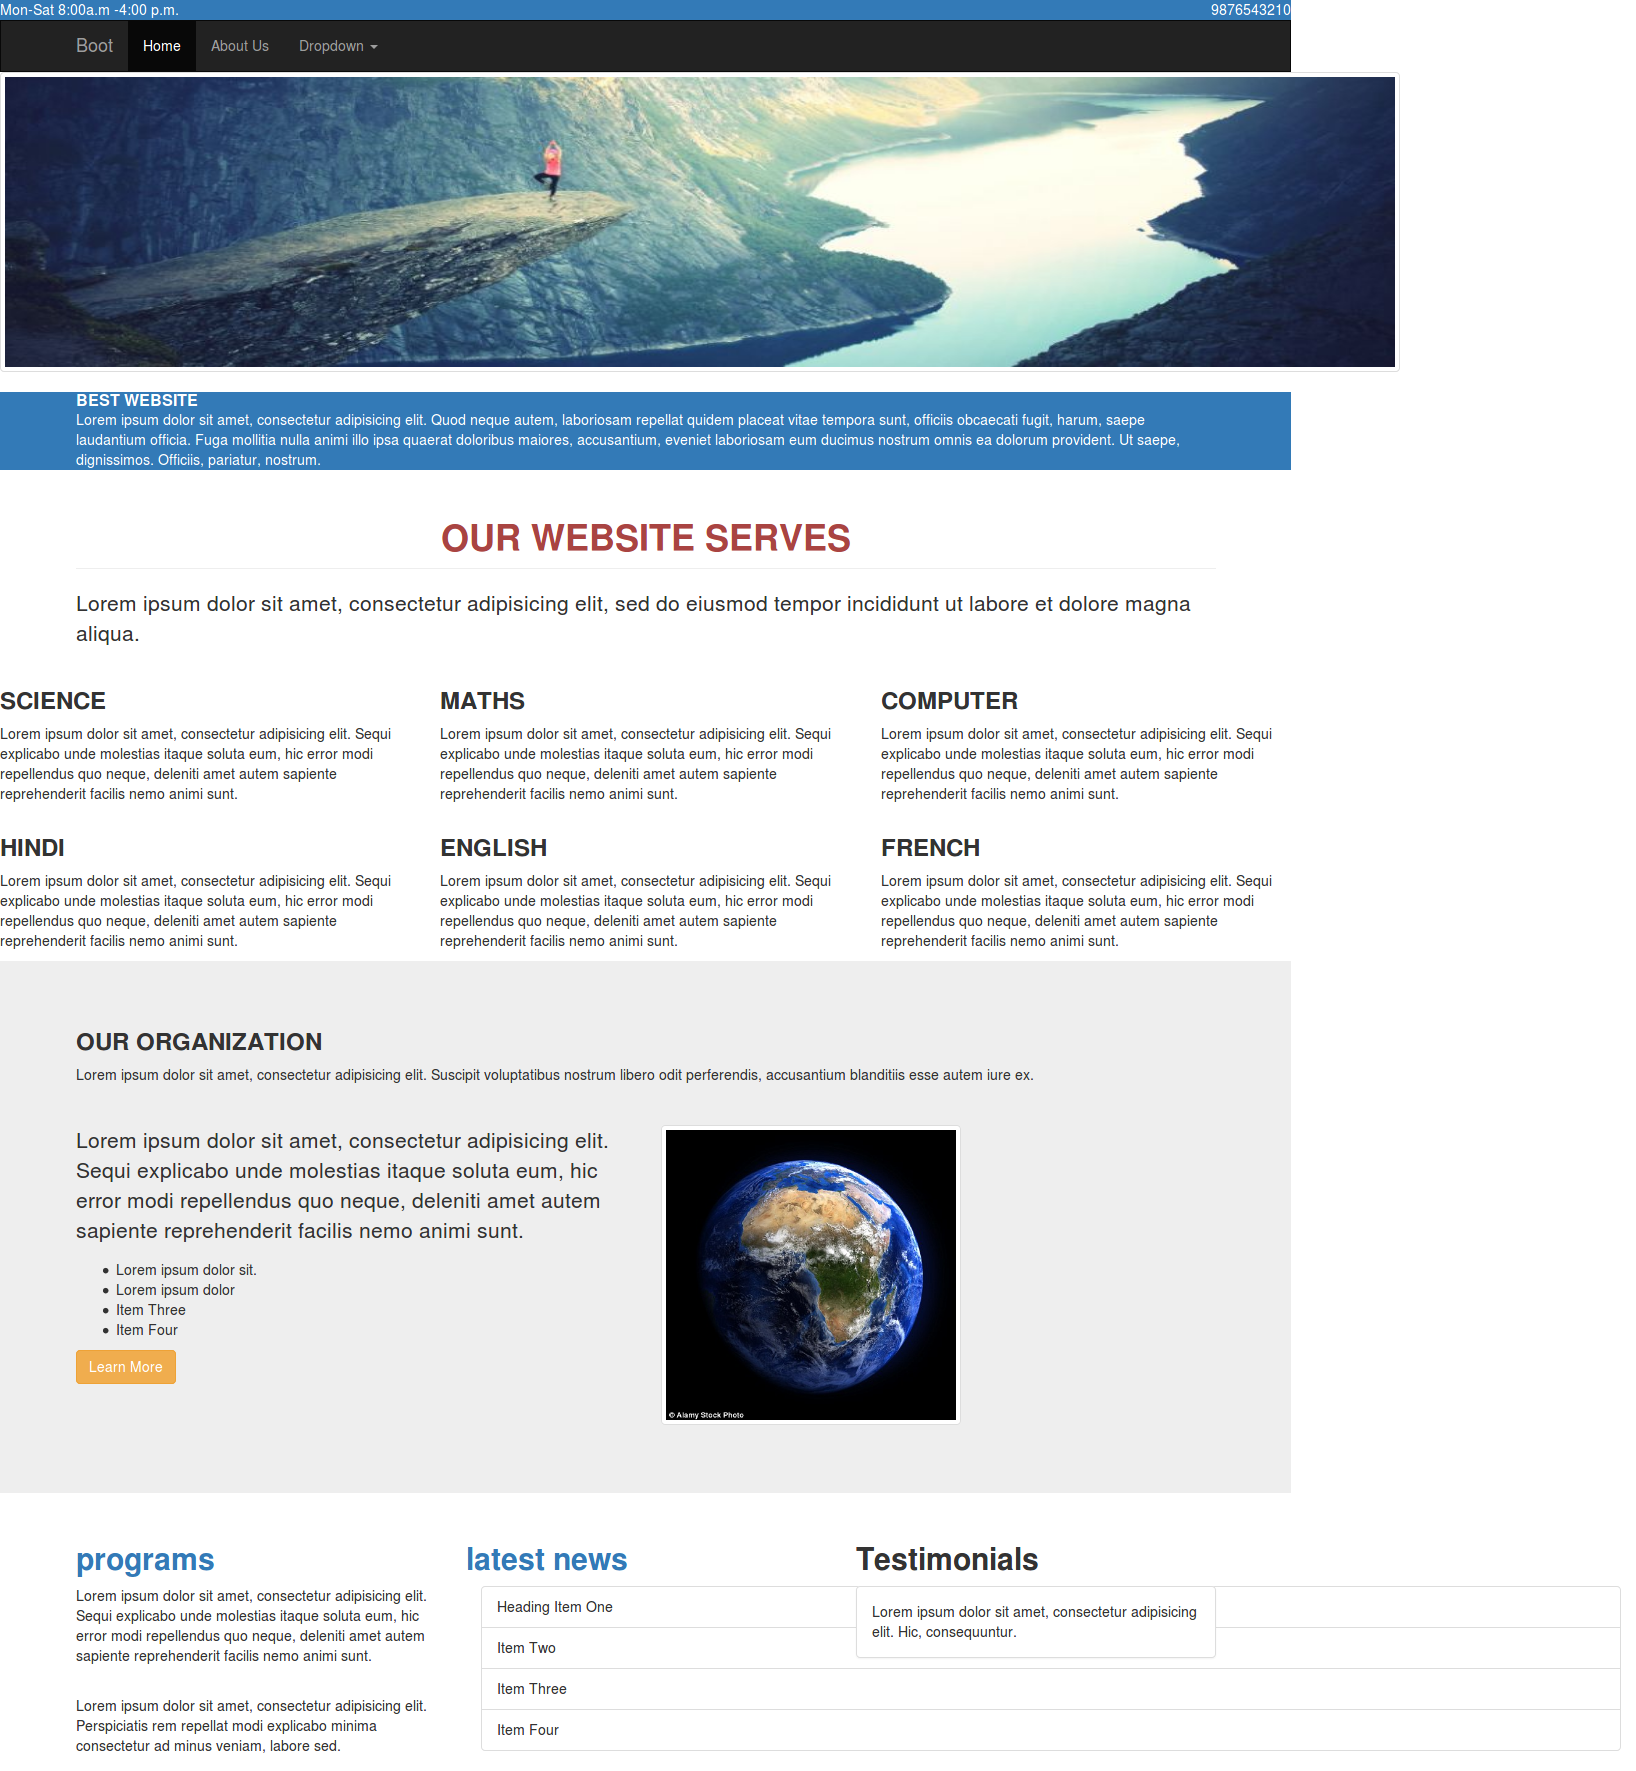 Mon-Sat 8:00a.m -4:00 p.m. 9876543210
Boot Home About Us Dropdown
BEST WEBSITE
Lorem ipsum dolor sit amet, consectetur adipisicing elit. Quod neque autem, laboriosam repellat quidem placeat vitae tempora sunt, officiis obcaecati fugit, harum, saepe
laudantium officia. Fuga mollitia nulla animi illo ipsa quaerat doloribus maiores, accusantium, eveniet laboriosam eum ducimus nostrum omnis ea dolorum provident. Ut saepe,
dignissimos. Officiis, pariatur, nostrum.
OUR WEBSITE SERVES
Lorem ipsum dolor sit amet, consectetur adipisicing elit, sed do eiusmod tempor incididunt ut labore et dolore magna
aliqua.
SCIENCE
Lorem ipsum dolor sit amet, consectetur adipisicing elit. Sequi
explicabo unde molestias itaque soluta eum, hic error modi
repellendus quo neque, deleniti amet autem sapiente
reprehenderit facilis nemo animi sunt.
MATHS
Lorem ipsum dolor sit amet, consectetur adipisicing elit. Sequi
explicabo unde molestias itaque soluta eum, hic error modi
repellendus quo neque, deleniti amet autem sapiente
reprehenderit facilis nemo animi sunt.
COMPUTER
Lorem ipsum dolor sit amet, consectetur adipisicing elit. Sequi
explicabo unde molestias itaque soluta eum, hic error modi
repellendus quo neque, deleniti amet autem sapiente
reprehenderit facilis nemo animi sunt.
HINDI
Lorem ipsum dolor sit amet, consectetur adipisicing elit. Sequi
explicabo unde molestias itaque soluta eum, hic error modi
repellendus quo neque, deleniti amet autem sapiente
reprehenderit facilis nemo animi sunt.
ENGLISH
Lorem ipsum dolor sit amet, consectetur adipisicing elit. Sequi
explicabo unde molestias itaque soluta eum, hic error modi
repellendus quo neque, deleniti amet autem sapiente
reprehenderit facilis nemo animi sunt.
FRENCH
Lorem ipsum dolor sit amet, consectetur adipisicing elit. Sequi
explicabo unde molestias itaque soluta eum, hic error modi
repellendus quo neque, deleniti amet autem sapiente
reprehenderit facilis nemo animi sunt.
OUR ORGANIZATION
Lorem ipsum dolor sit amet, consectetur adipisicing elit. Suscipit voluptatibus nostrum libero odit perferendis, accusantium blanditiis esse autem iure ex.
Lorem ipsum dolor sit amet, consectetur adipisicing elit.
Sequi explicabo unde molestias itaque soluta eum, hic
error modi repellendus quo neque, deleniti amet autem
sapiente reprehenderit facilis nemo animi sunt.
• Lorem ipsum dolor sit.
• Lorem ipsum dolor
• Item Three
• Item Four
Learn More
© Alamy Stock Photo
programs
Lorem ipsum dolor sit amet, consectetur adipisicing elit.
Sequi explicabo unde molestias itaque soluta eum, hic
error modi repellendus quo neque, deleniti amet autem
sapiente reprehenderit facilis nemo animi sunt.
Lorem ipsum dolor sit amet, consectetur adipisicing elit.
Perspiciatis rem repellat modi explicabo minima
consectetur ad minus veniam, labore sed.
latest news
Heading Item One
Item Two
Item Three
Item Four
Testimonials
Lorem ipsum dolor sit amet, consectetur adipisicing
elit. Hic, consequuntur.